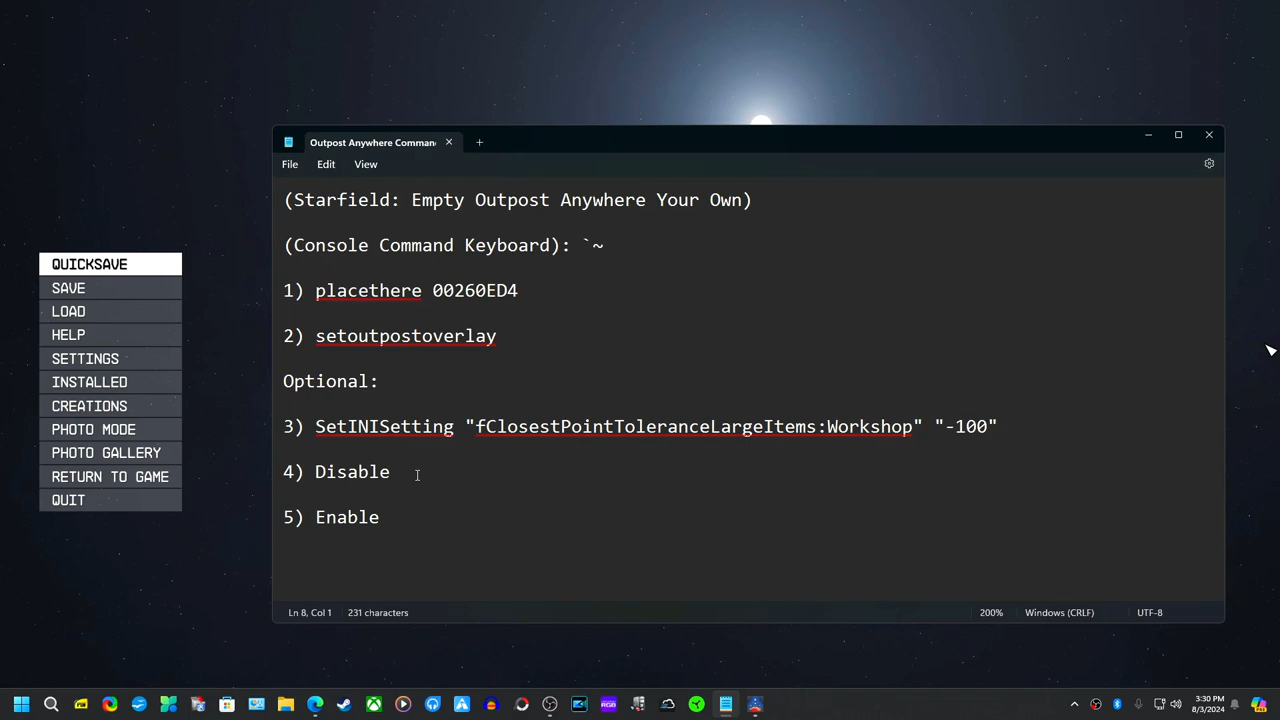 Outpost Anywhere Comman
File
Edit
View
(Starfield: Empty Outpost Anywhere Your Own)
(Console Command Keyboard): `~
1) placethere 00260ED4
2) setoutpostoverlay
Optional:
3) SetINISetting "fClosestPointToleranceLargeItems:Workshop" "-100"
4) Disable
5) Enable
Ln 8, Col 1
231 characters
200%
Windows (CRLF)
UTF-8
QUICKSAVE
SAVE
LOAD
HELP
SETTINGS
INSTALLED
CREATIONS
PHOTO MODE
PHOTO GALLERY
RETURN TO GAME
QUIT
RGB
3:30 PM
8/3/2024